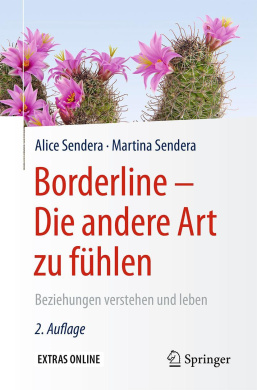 Alice Sendera · Martina Sendera
Borderline –
Die andere Art
zu fühlen
Beziehungen verstehen und leben
2. Auflage
EXTRAS ONLINE
Springer